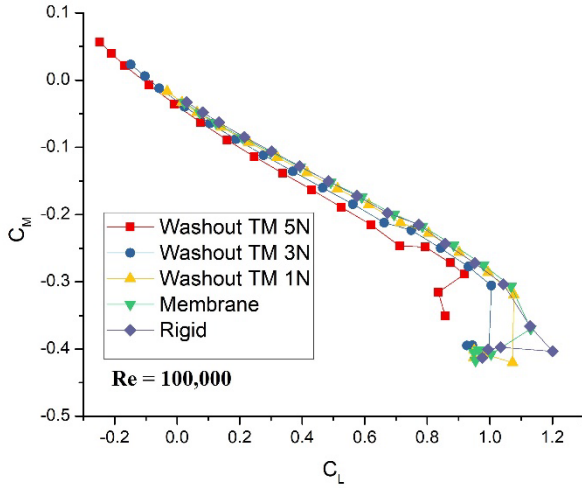 0.1
0.0
-0.1
-0.2
-0.3
-0.4
-0.5
C_M
Washout TM 5N
Washout TM 3N
Washout TM 1N
Membrane
Rigid
Re = 100,000
-0.2 0.0 0.2 0.4 0.6 0.8 1.0 1.2
C_L